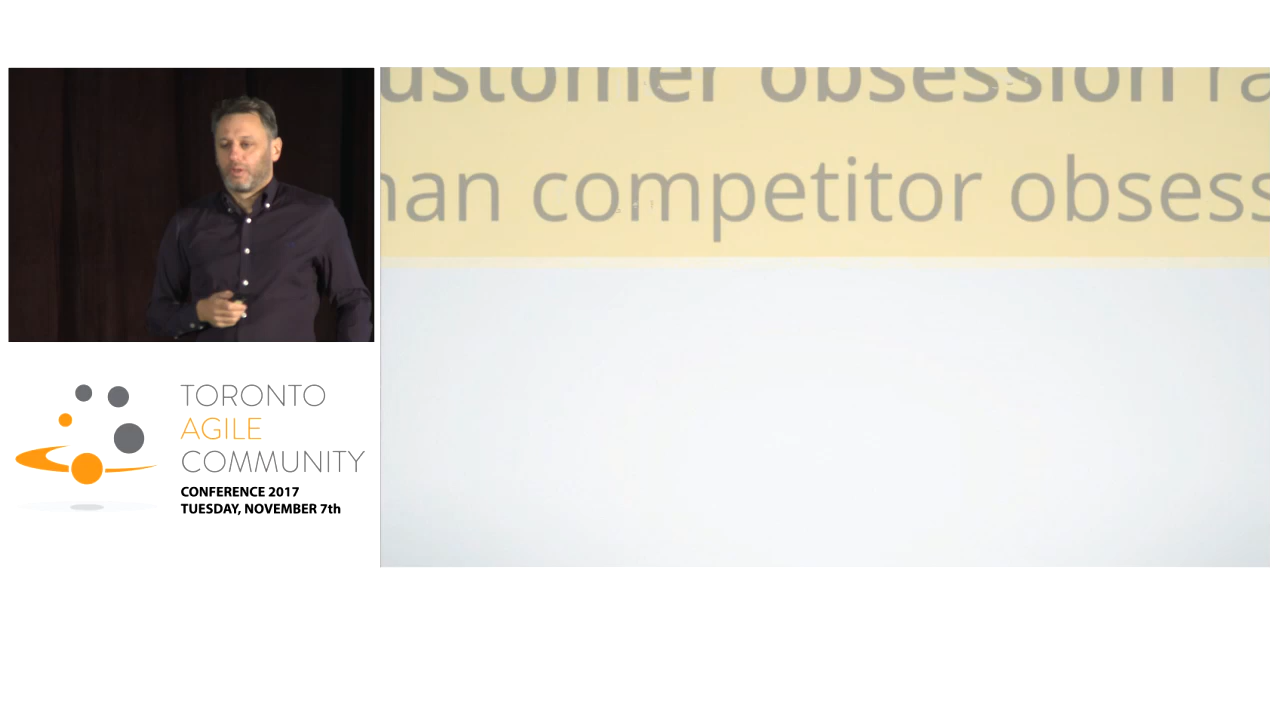 ustomer obsession ra
han competitor obsess
TORONTO
AGILE
COMMUNITY
CONFERENCE 2017
TUESDAY, NOVEMBER 7th